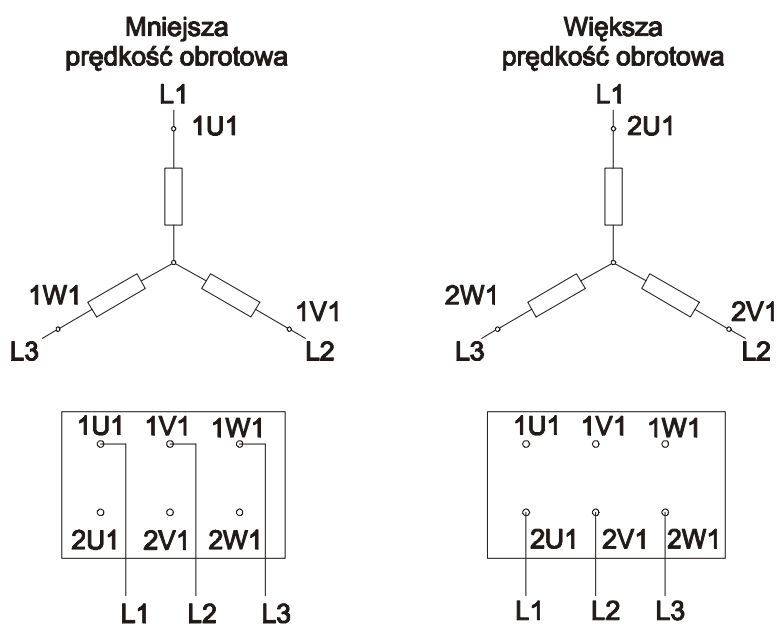 Mniejsza
prędkość obrotowa
L1
1U1
1W1
1V1
L3
L2
1U1 1V1 1W1
2U1 2V1 2W1
L1 L2 L3
Większa
prędkość obrotowa
L1
2U1
2W1
2V1
L3
L2
1U1 1V1 1W1
2U1 2V1 2W1
L1 L2 L3